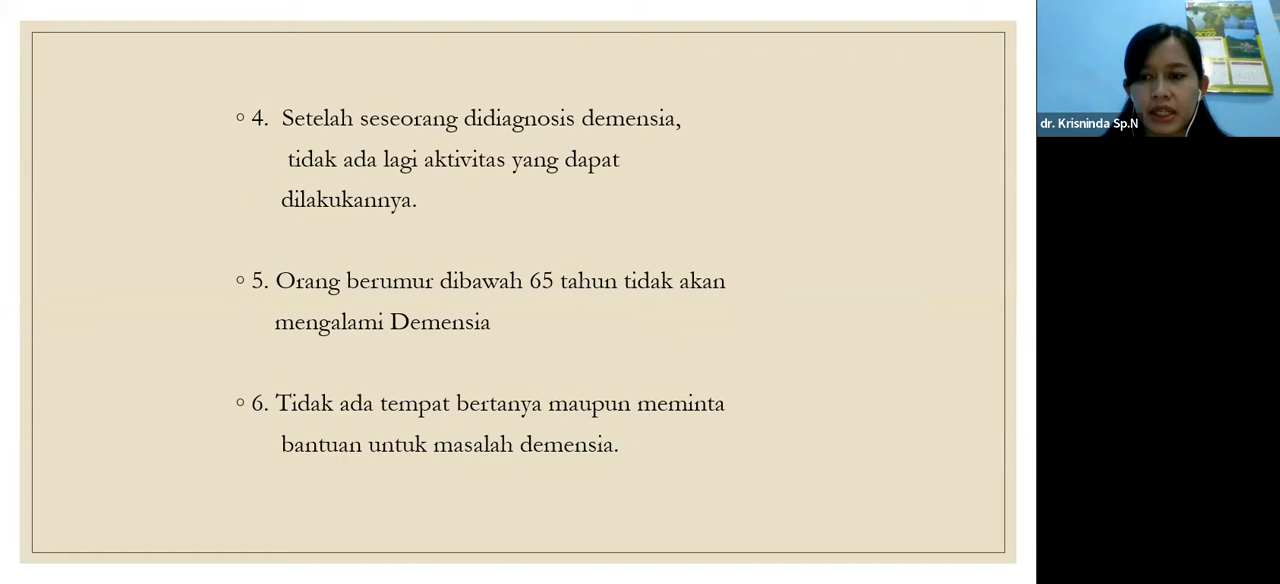 4. Setelah seseorang didiagnosis demensia,
tidak ada lagi aktivitas yang dapat
dilakukannya.
5. Orang berumur dibawah 65 tahun tidak akan
mengalami Demensia
6. Tidak ada tempat bertanya maupun meminta
bantuan untuk masalah demensia.
dr. Krisninda Sp.N
2022